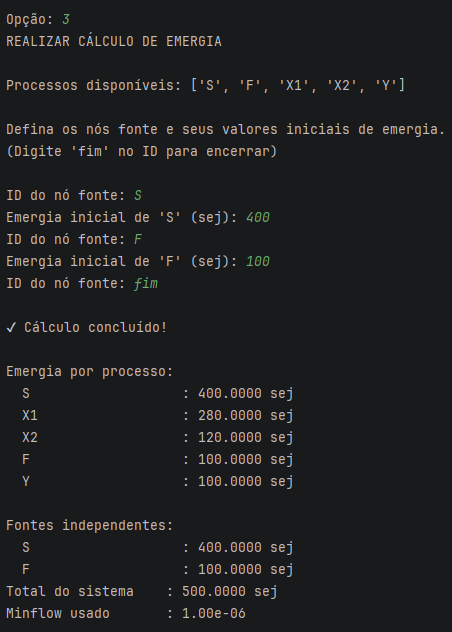 Opção: 3
REALIZAR CÁLCULO DE EMERGIA
Processos disponíveis: ['S', 'F', 'X1', 'X2', 'Y']
Defina os nós fonte e seus valores iniciais de emergia.
(Digite 'fim' no ID para encerrar)
ID do nó fonte: S
Emergia inicial de 'S' (sej): 400
ID do nó fonte: F
Emergia inicial de 'F' (sej): 100
ID do nó fonte: fim
✓ Cálculo concluído!
Emergia por processo:
S : 400.0000 sej
X1 : 280.0000 sej
X2 : 120.0000 sej
F : 100.0000 sej
Y : 100.0000 sej
Fontes independentes:
S : 400.0000 sej
F : 100.0000 sej
Total do sistema : 500.0000 sej
Minflow usado : 1.00e-06